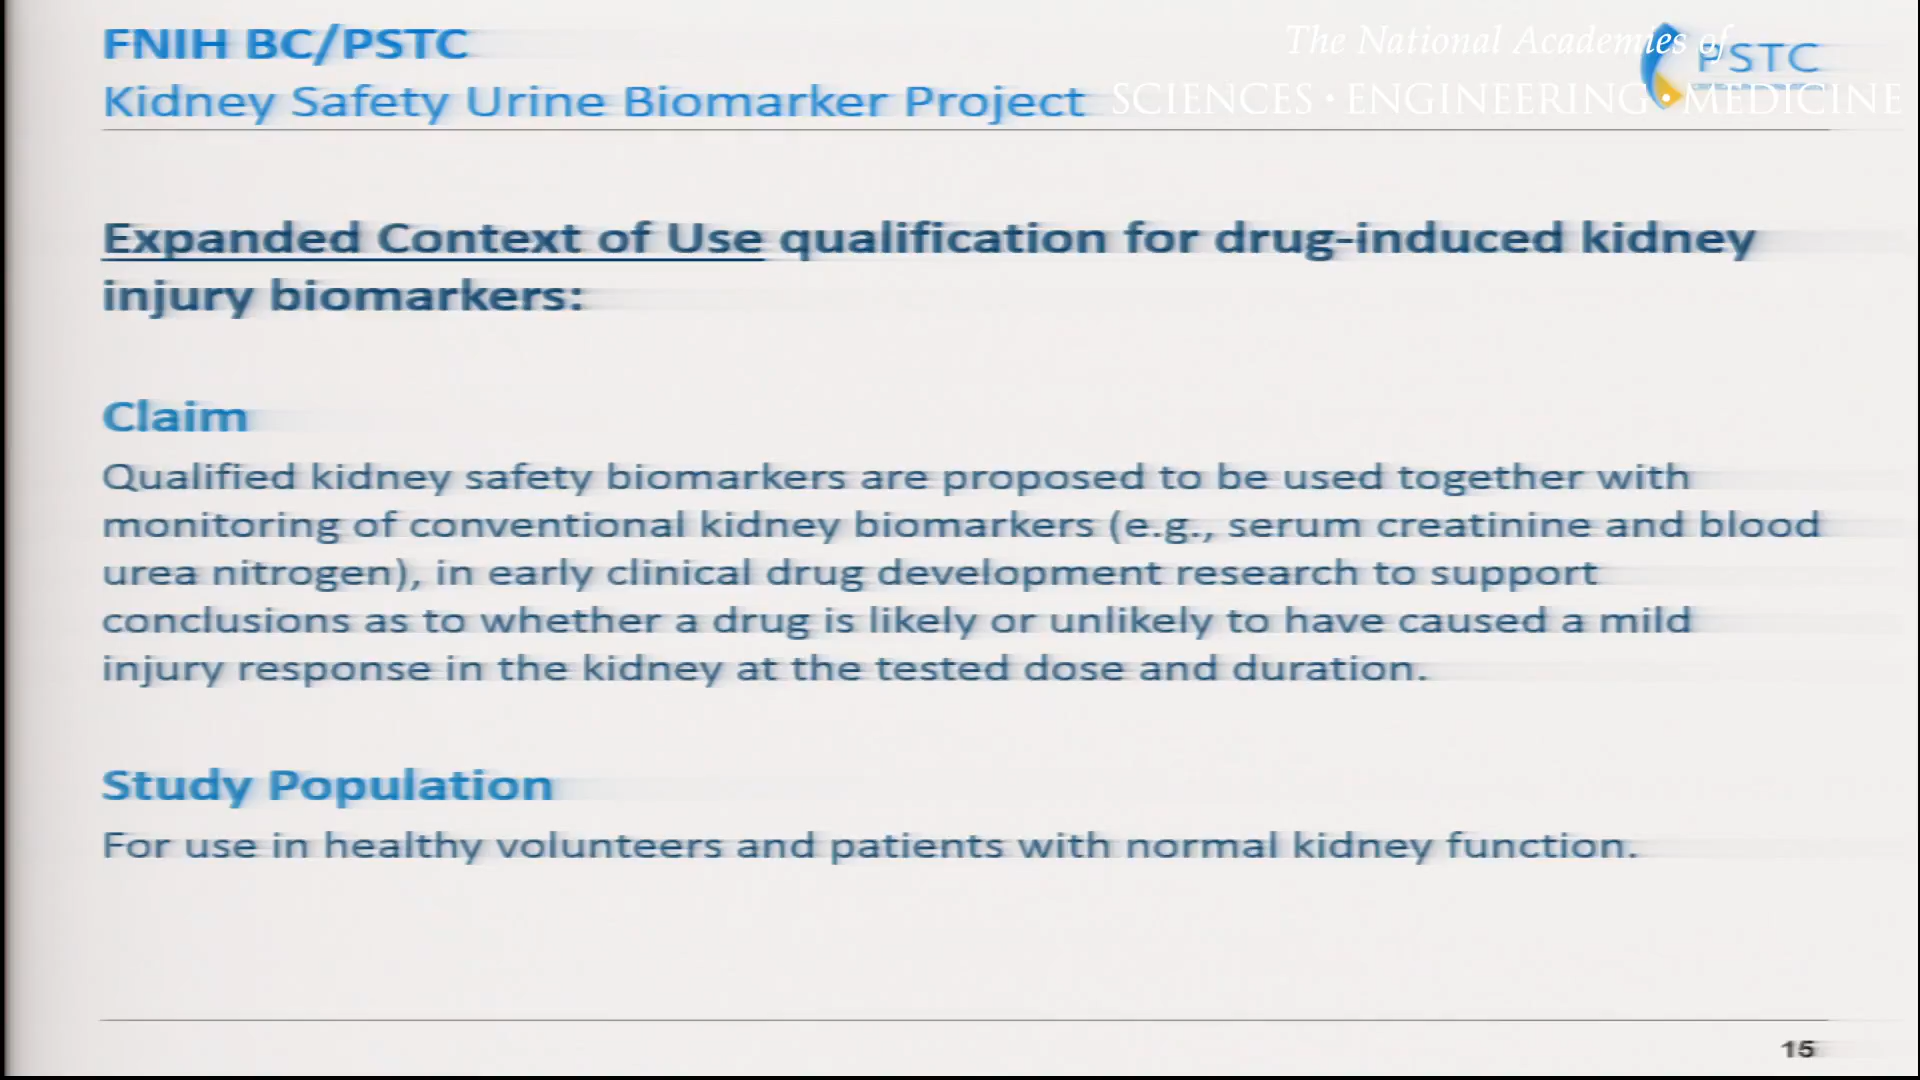 FNIH BC/PSTC
Kidney Safety Urine Biomarker Project
The National Academies of
SCIENCES • ENGINEERING • MEDICINE
PSTC
Expanded Context of Use qualification for drug-induced kidney
injury biomarkers:
Claim
Qualified kidney safety biomarkers are proposed to be used together with
monitoring of conventional kidney biomarkers (e.g., serum creatinine and blood
urea nitrogen), in early clinical drug development research to support
conclusions as to whether a drug is likely or unlikely to have caused a mild
injury response in the kidney at the tested dose and duration.
Study Population
For use in healthy volunteers and patients with normal kidney function.
15